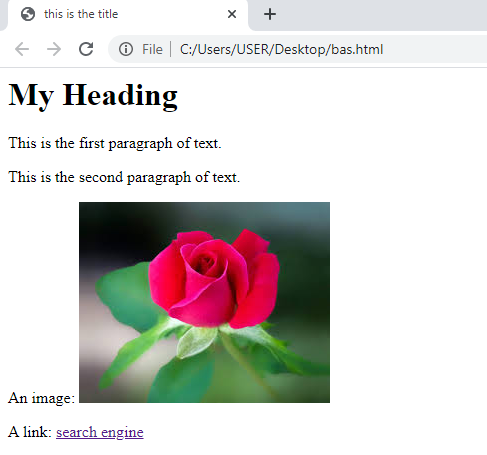 this is the title
File C:/Users/USER/Desktop/bas.html
My Heading
This is the first paragraph of text.
This is the second paragraph of text.
An image:
A link: search engine